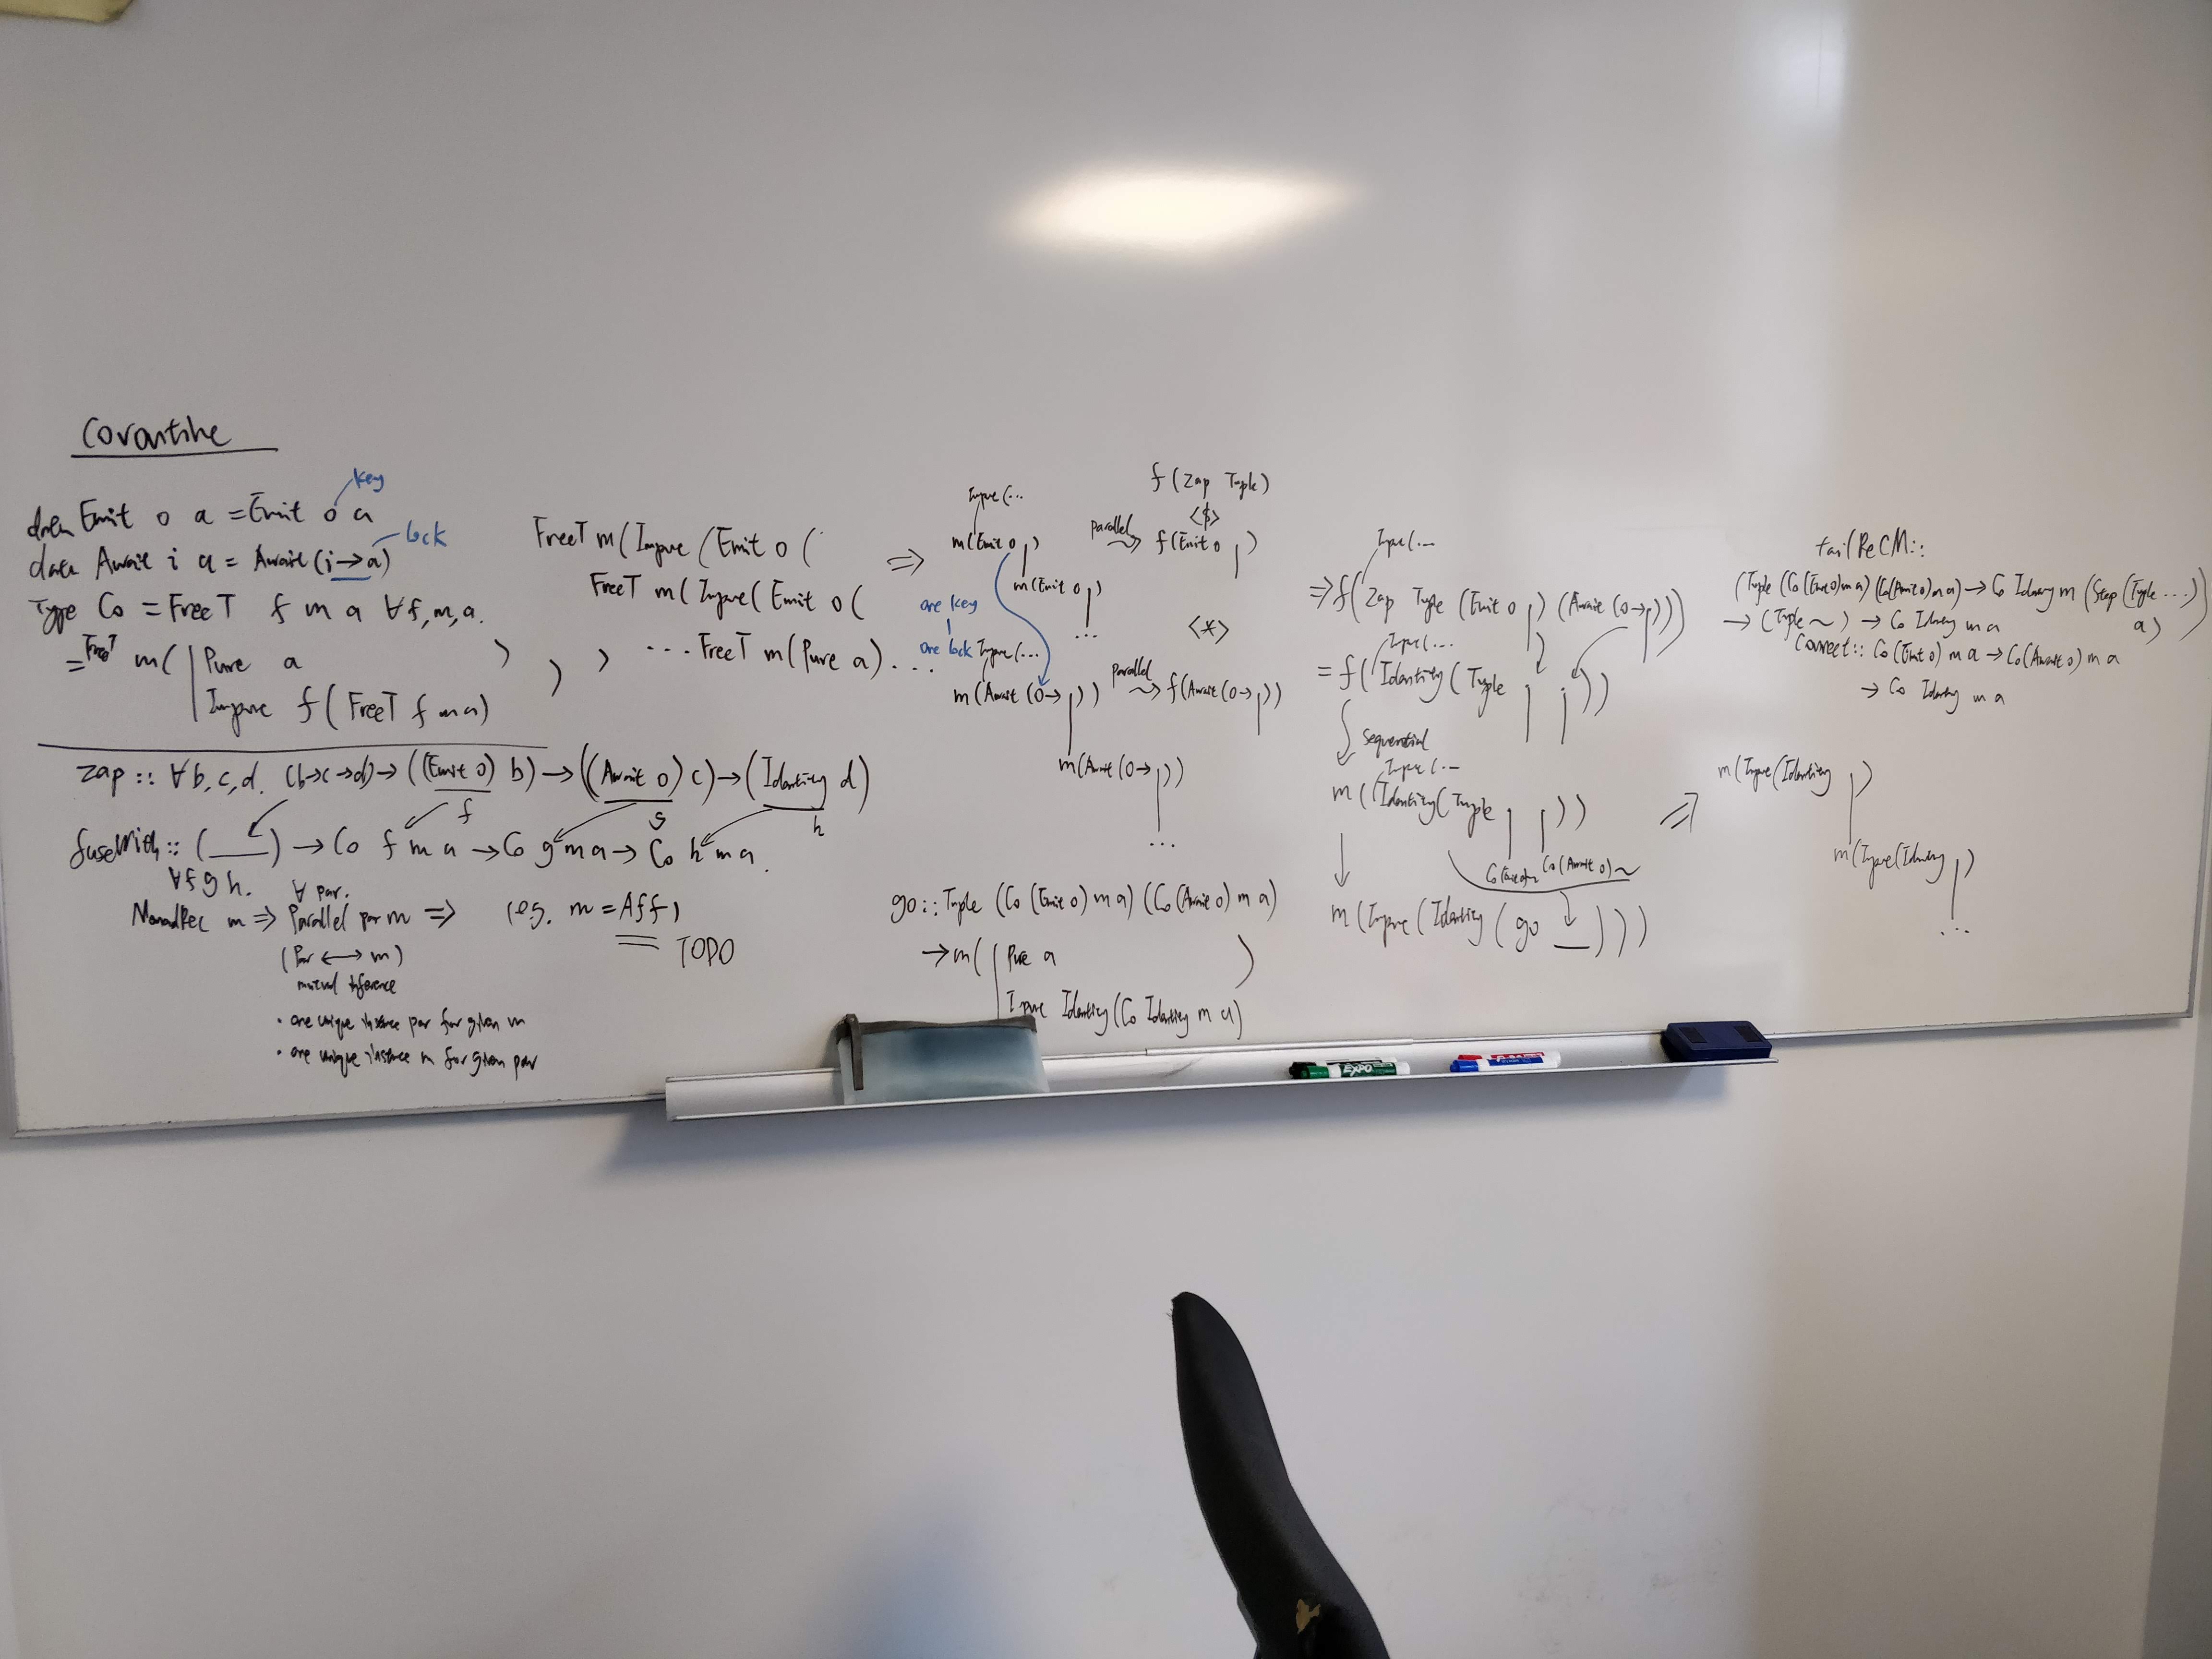 Coroutine
key
data Emit o a = Emit o a
lock
data Await i a = Await (i→a)
Type Co = FreeT f m a ∀f,m,a.
= FreeT m( | Pure a )
| Impure f( FreeT f m a)
zap :: ∀b,c,d. (b→c→d)→((Emit o) b)→((Await o) c)→(Identity d)
f g h
fuseWith :: (___) → Co f m a → Co g m a → Co h m a.
∀f g h. ∀ par.
MonadRec m ⇒ Parallel par m ⇒ (e.g. m = Aff)
TODO
(Par ⟷ m)
mutual inference
· one unique instance par for given m
· one unique instance m for given par
FreeT m(Impure (Emit o (
FreeT m(Impure(Emit o(
... FreeT m(Pure a) ...
⇒
Impure(...
m(Emit o )
m(Emit o )
...
one key
one lock
Impure(...
m(Await (o→ ))
m(Await (o→ ))
...
f(zap Tuple)
<$>
parallel
f(Emit o )
<*>
parallel
f(Await(o→ ))
go :: Tuple (Co (Emit o) m a) (Co(Await o) m a)
→ m( | Pure a )
| Impure Identity(Co Identity m a)
Impure(...
⇒ f( zap Tuple (Emit o ) (Await (o→ )))
Impure(...
= f( Identity( Tuple ))
sequential
Impure(...
m( Identity( Tuple ))
Co(Emit o)~ Co(Await o)~
m(Impure(Identity(go __)))
⇒
m(Impure(Identity )
m(Impure(Identity )
...
tailRecM::
(Tuple (Co(Emit o) m a) (Co(Await o) m a)→ Co Identity m (Step (Tuple ...) a)
→ (Tuple ~) → Co Identity m a
connect :: Co(Emit o) m a → Co(Await o) m a
→ Co Identity m a
EXPO